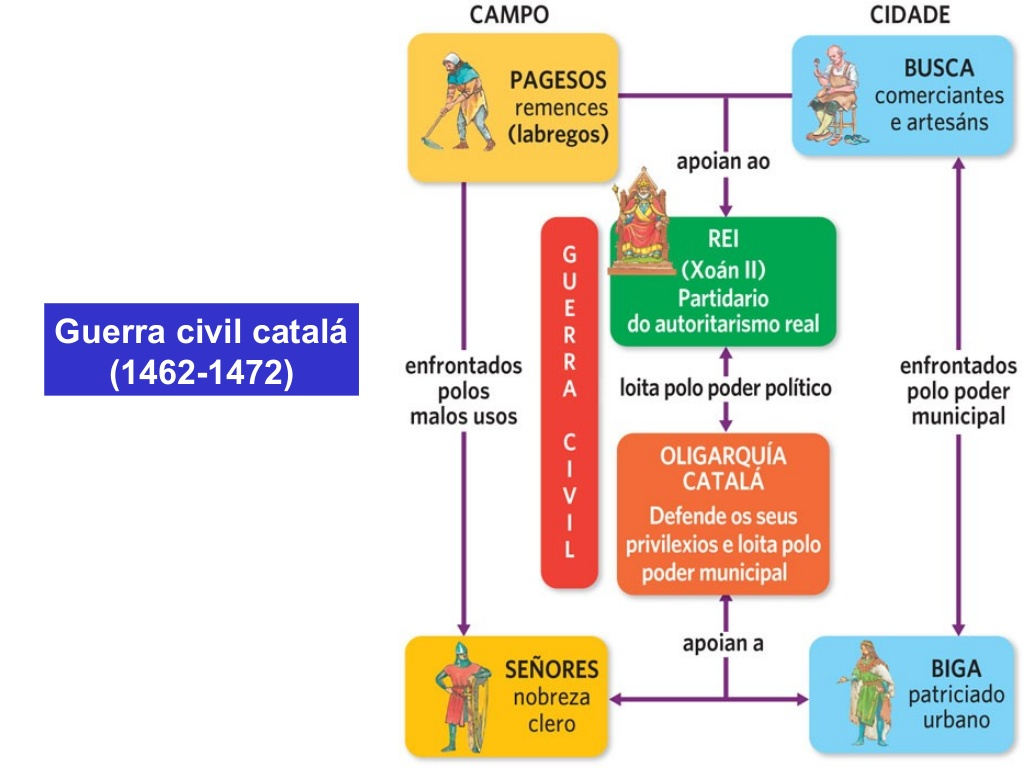 CAMPO
CIDADE
PAGESOS
remences
(labregos)
BUSCA
comerciantes
e artesáns
apoian ao
REI
(Xoán II)
Partidario
do autoritarismo real
G
U
E
R
R
A
C
I
V
I
L
Guerra civil catalá
(1462-1472)
enfrontados
polos
malos usos
loita polo poder político
enfrontados
polo poder
municipal
OLIGARQUÍA
CATALÁ
Defende os seus
privilexios e loita polo
poder municipal
apoian a
SEÑORES
nobreza
clero
BIGA
patriciado
urbano